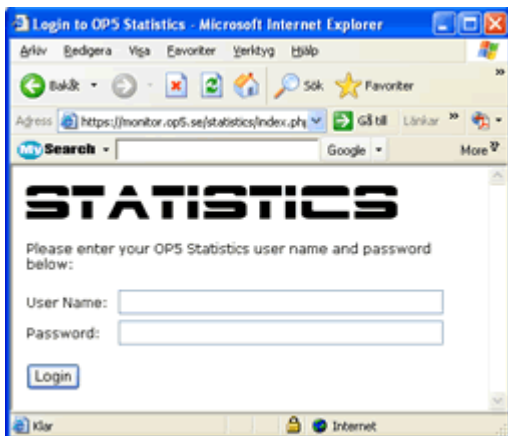 Login to OP5 Statistics - Microsoft Internet Explorer
Arkiv Redigera Visa Favoriter Verktyg Hjälp
Bakåt Sök Favoriter
Adress https://monitor.op5.se/statistics/index.php Gå till Länkar
My Search Google More
STATISTICS
Please enter your OP5 Statistics user name and password
below:
User Name:
Password:
Login
Klar Internet